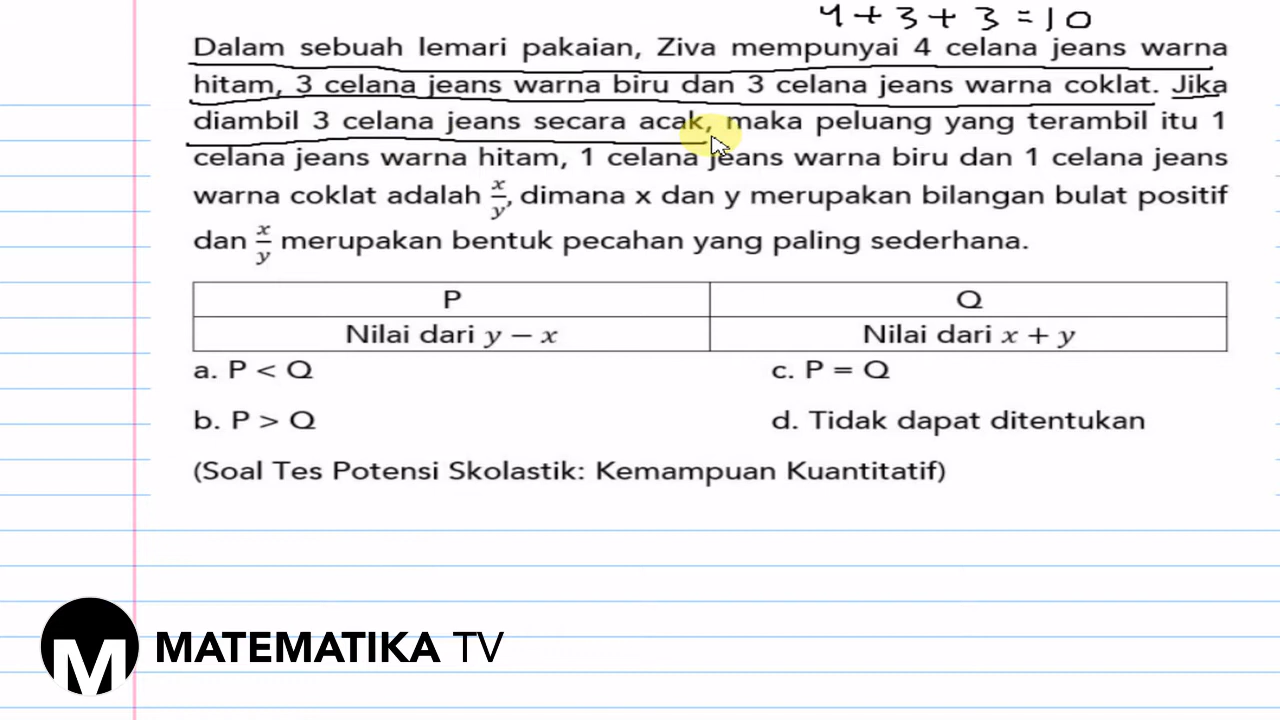 4 + 3 + 3 = 10
Dalam sebuah lemari pakaian, Ziva mempunyai 4 celana jeans warna
hitam, 3 celana jeans warna biru dan 3 celana jeans warna coklat. Jika
diambil 3 celana jeans secara acak, maka peluang yang terambil itu 1
celana jeans warna hitam, 1 celana jeans warna biru dan 1 celana jeans
warna coklat adalah x/y, dimana x dan y merupakan bilangan bulat positif
dan x/y merupakan bentuk pecahan yang paling sederhana.
P Q
Nilai dari y − x Nilai dari x + y
a. P < Q c. P = Q
b. P > Q d. Tidak dapat ditentukan
(Soal Tes Potensi Skolastik: Kemampuan Kuantitatif)
M MATEMATIKA TV